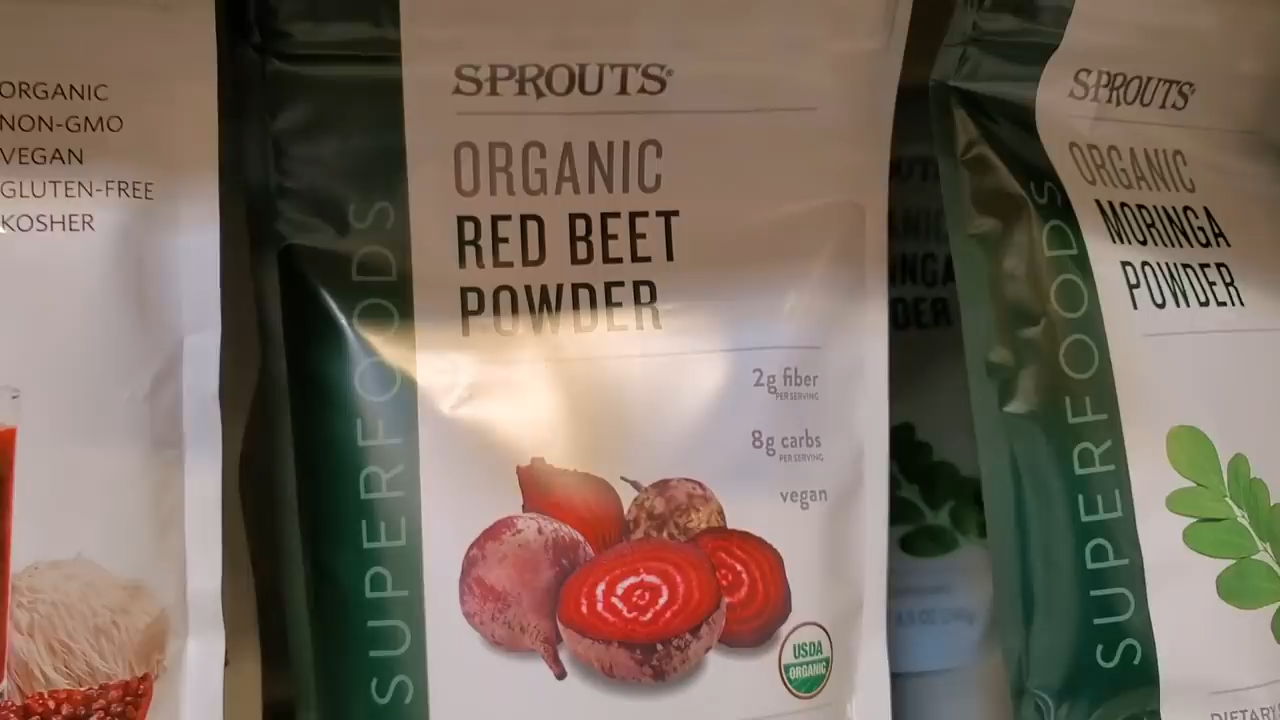 ORGANIC
NON-GMO
VEGAN
GLUTEN-FREE
KOSHER
SUPERFOODS
SPROUTS
ORGANIC
RED BEET
POWDER
2g fiber
PER SERVING
8g carbs
PER SERVING
vegan
USDA
ORGANIC
SUPERFOODS
SPROUTS
ORGANIC
MORINGA
POWDER
DIETARY